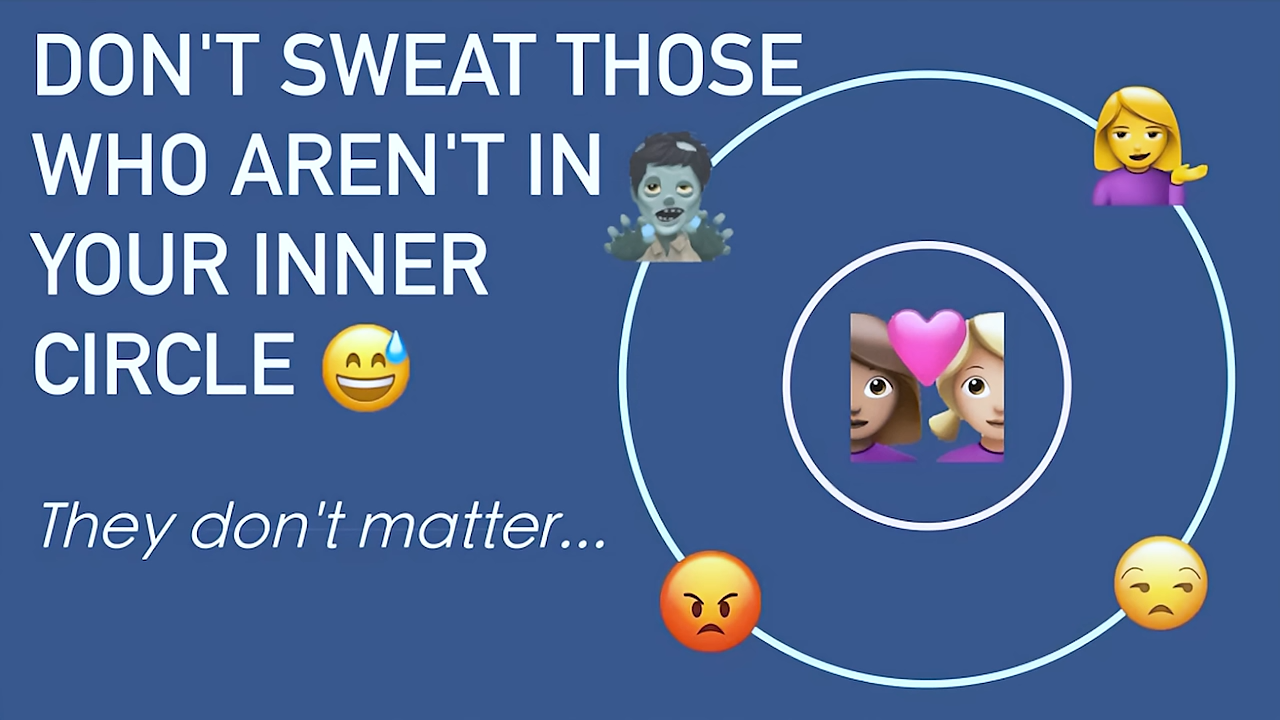 DON'T SWEAT THOSE
WHO AREN'T IN
YOUR INNER
CIRCLE 😅
They don't matter...